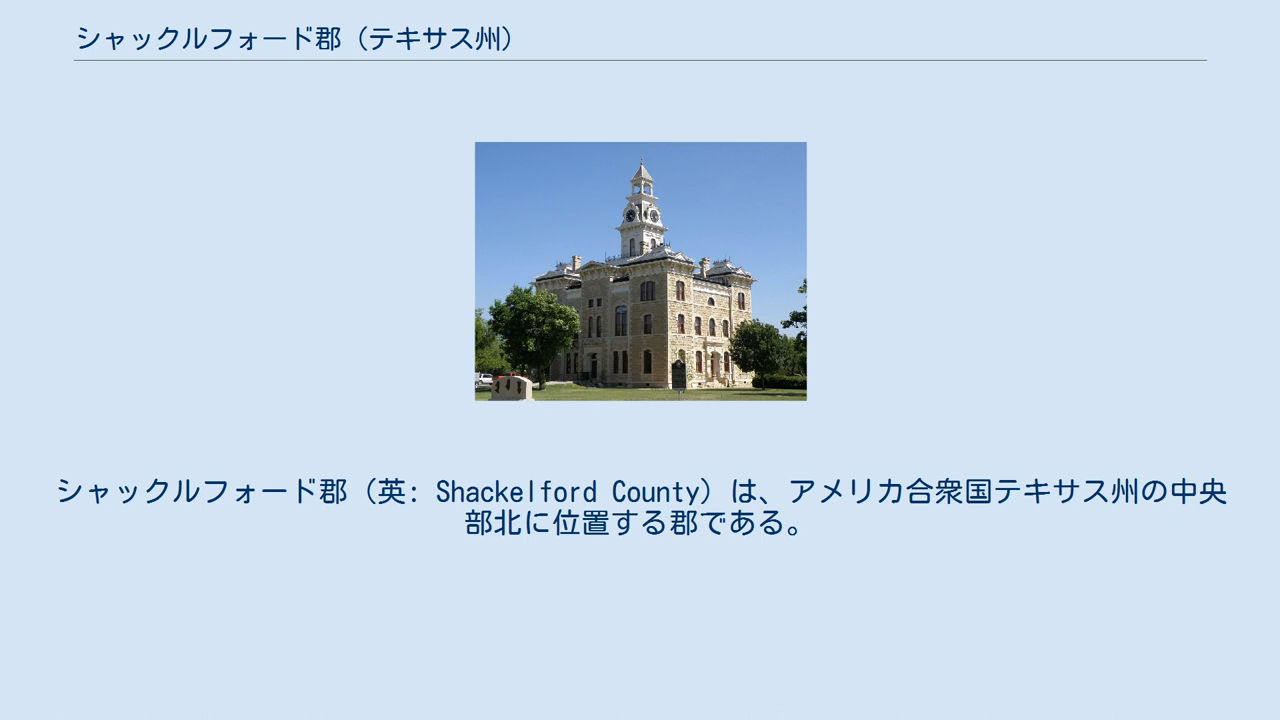 シャックルフォード郡（テキサス州）
シャックルフォード郡（英: Shackelford County）は、アメリカ合衆国テキサス州の中央
部北に位置する郡である。